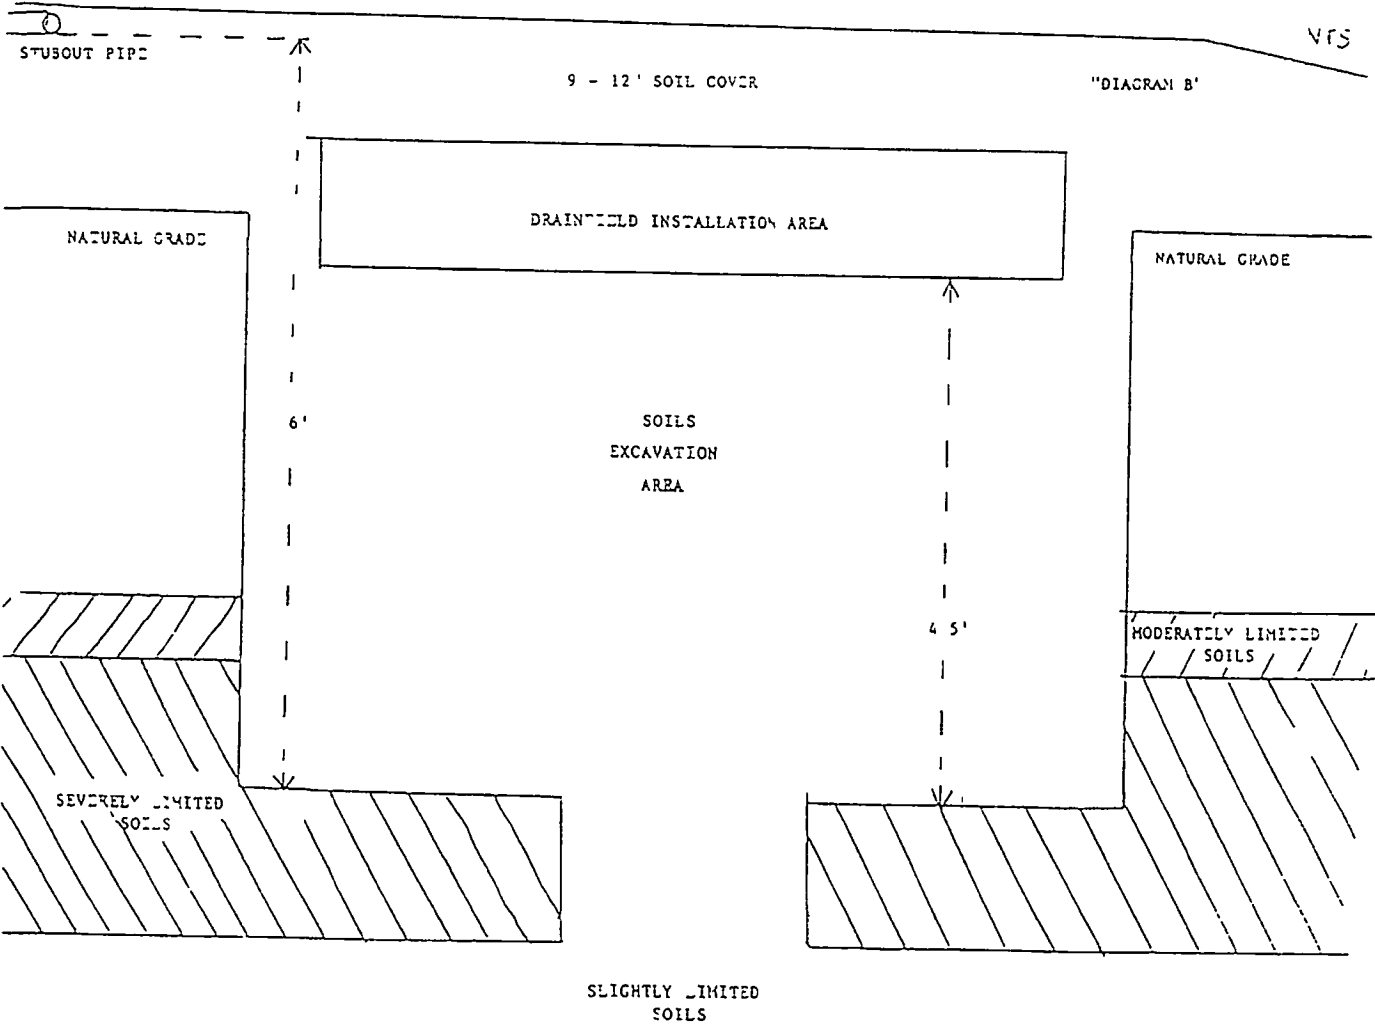 NTS
STUBOUT PIPE
9 - 12' SOIL COVER
"DIAGRAM B'
DRAINFIELD INSTALLATION AREA
NATURAL GRADE
NATURAL GRADE
6'
SOILS
EXCAVATION
AREA
4 5'
MODERATELY LIMITED
SOILS
SEVERELY LIMITED
SOILS
SLIGHTLY LIMITED
SOILS